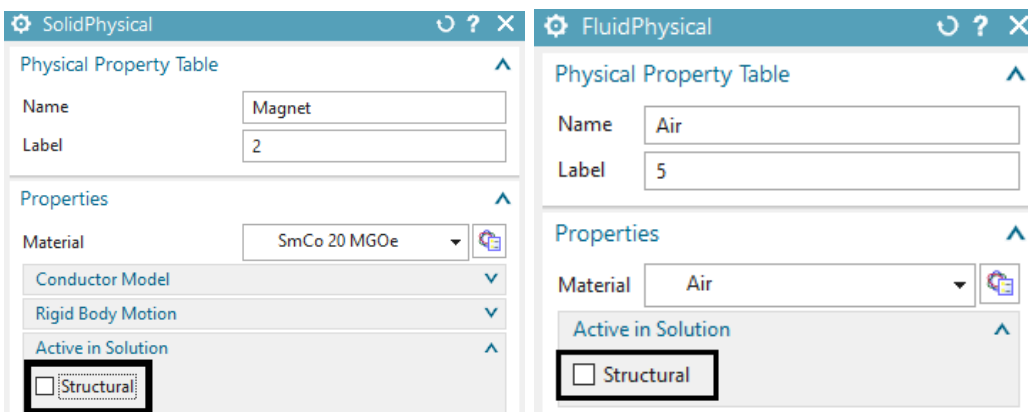 SolidPhysical
Physical Property Table
Name Magnet
Label 2
Properties
Material SmCo 20 MGOe
Conductor Model
Rigid Body Motion
Active in Solution
Structural
FluidPhysical
Physical Property Table
Name Air
Label 5
Properties
Material Air
Active in Solution
Structural